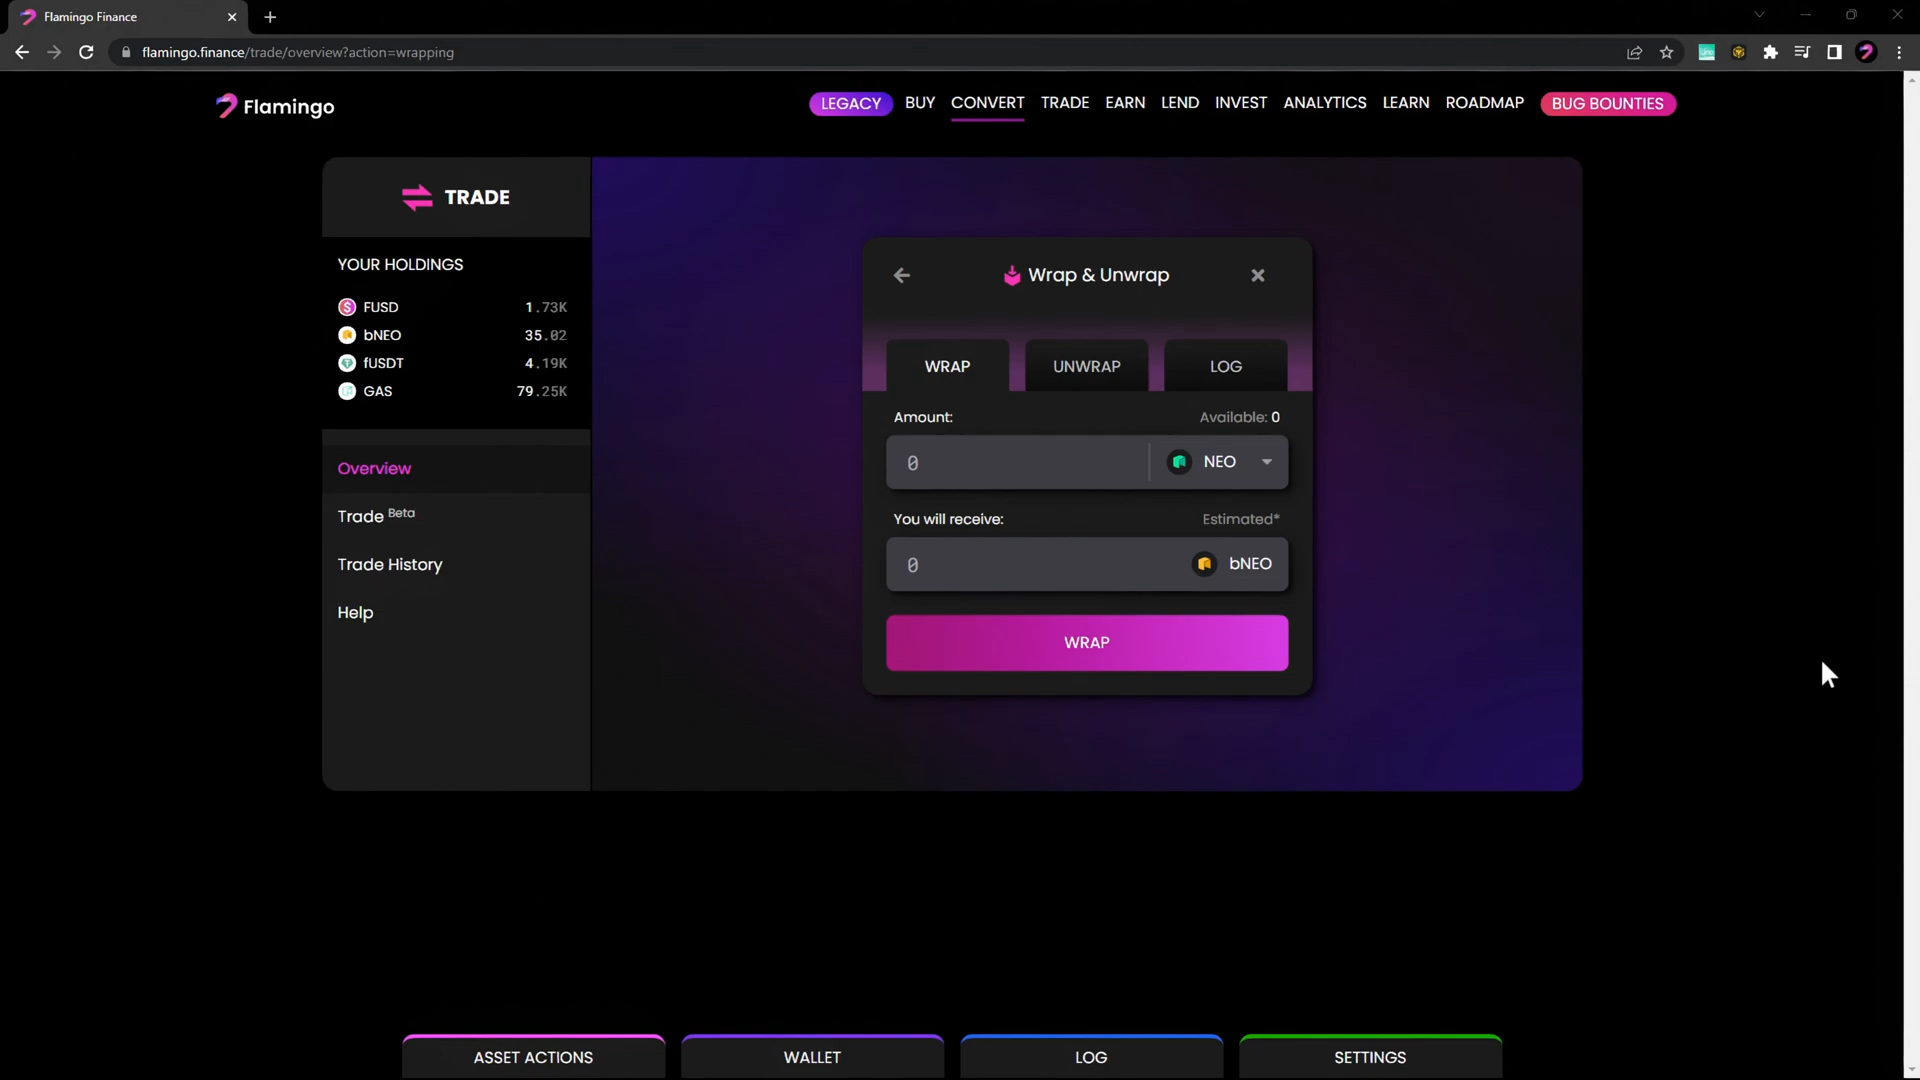 Flamingo Finance
flamingo.finance/trade/overview?action=wrapping
Flamingo
LEGACY BUY CONVERT TRADE EARN LEND INVEST ANALYTICS LEARN ROADMAP BUG BOUNTIES
TRADE
YOUR HOLDINGS
FUSD 1.73K
bNEO 35.02
fUSDT 4.19K
GAS 79.25K
Overview
Trade Beta
Trade History
Help
Wrap & Unwrap
WRAP UNWRAP LOG
Amount: Available: 0
0 NEO
You will receive: Estimated*
0 bNEO
WRAP
ASSET ACTIONS WALLET LOG SETTINGS